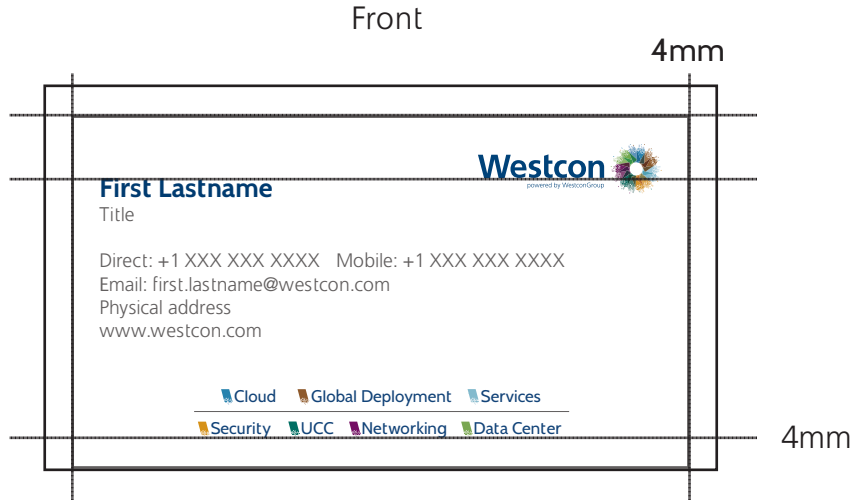 Front
4mm
Westcon
powered by WestconGroup
First Lastname
Title
Direct: +1 XXX XXX XXXX   Mobile: +1 XXX XXX XXXX
Email: first.lastname@westcon.com
Physical address
www.westcon.com
Cloud   Global Deployment   Services
Security   UCC   Networking   Data Center
4mm